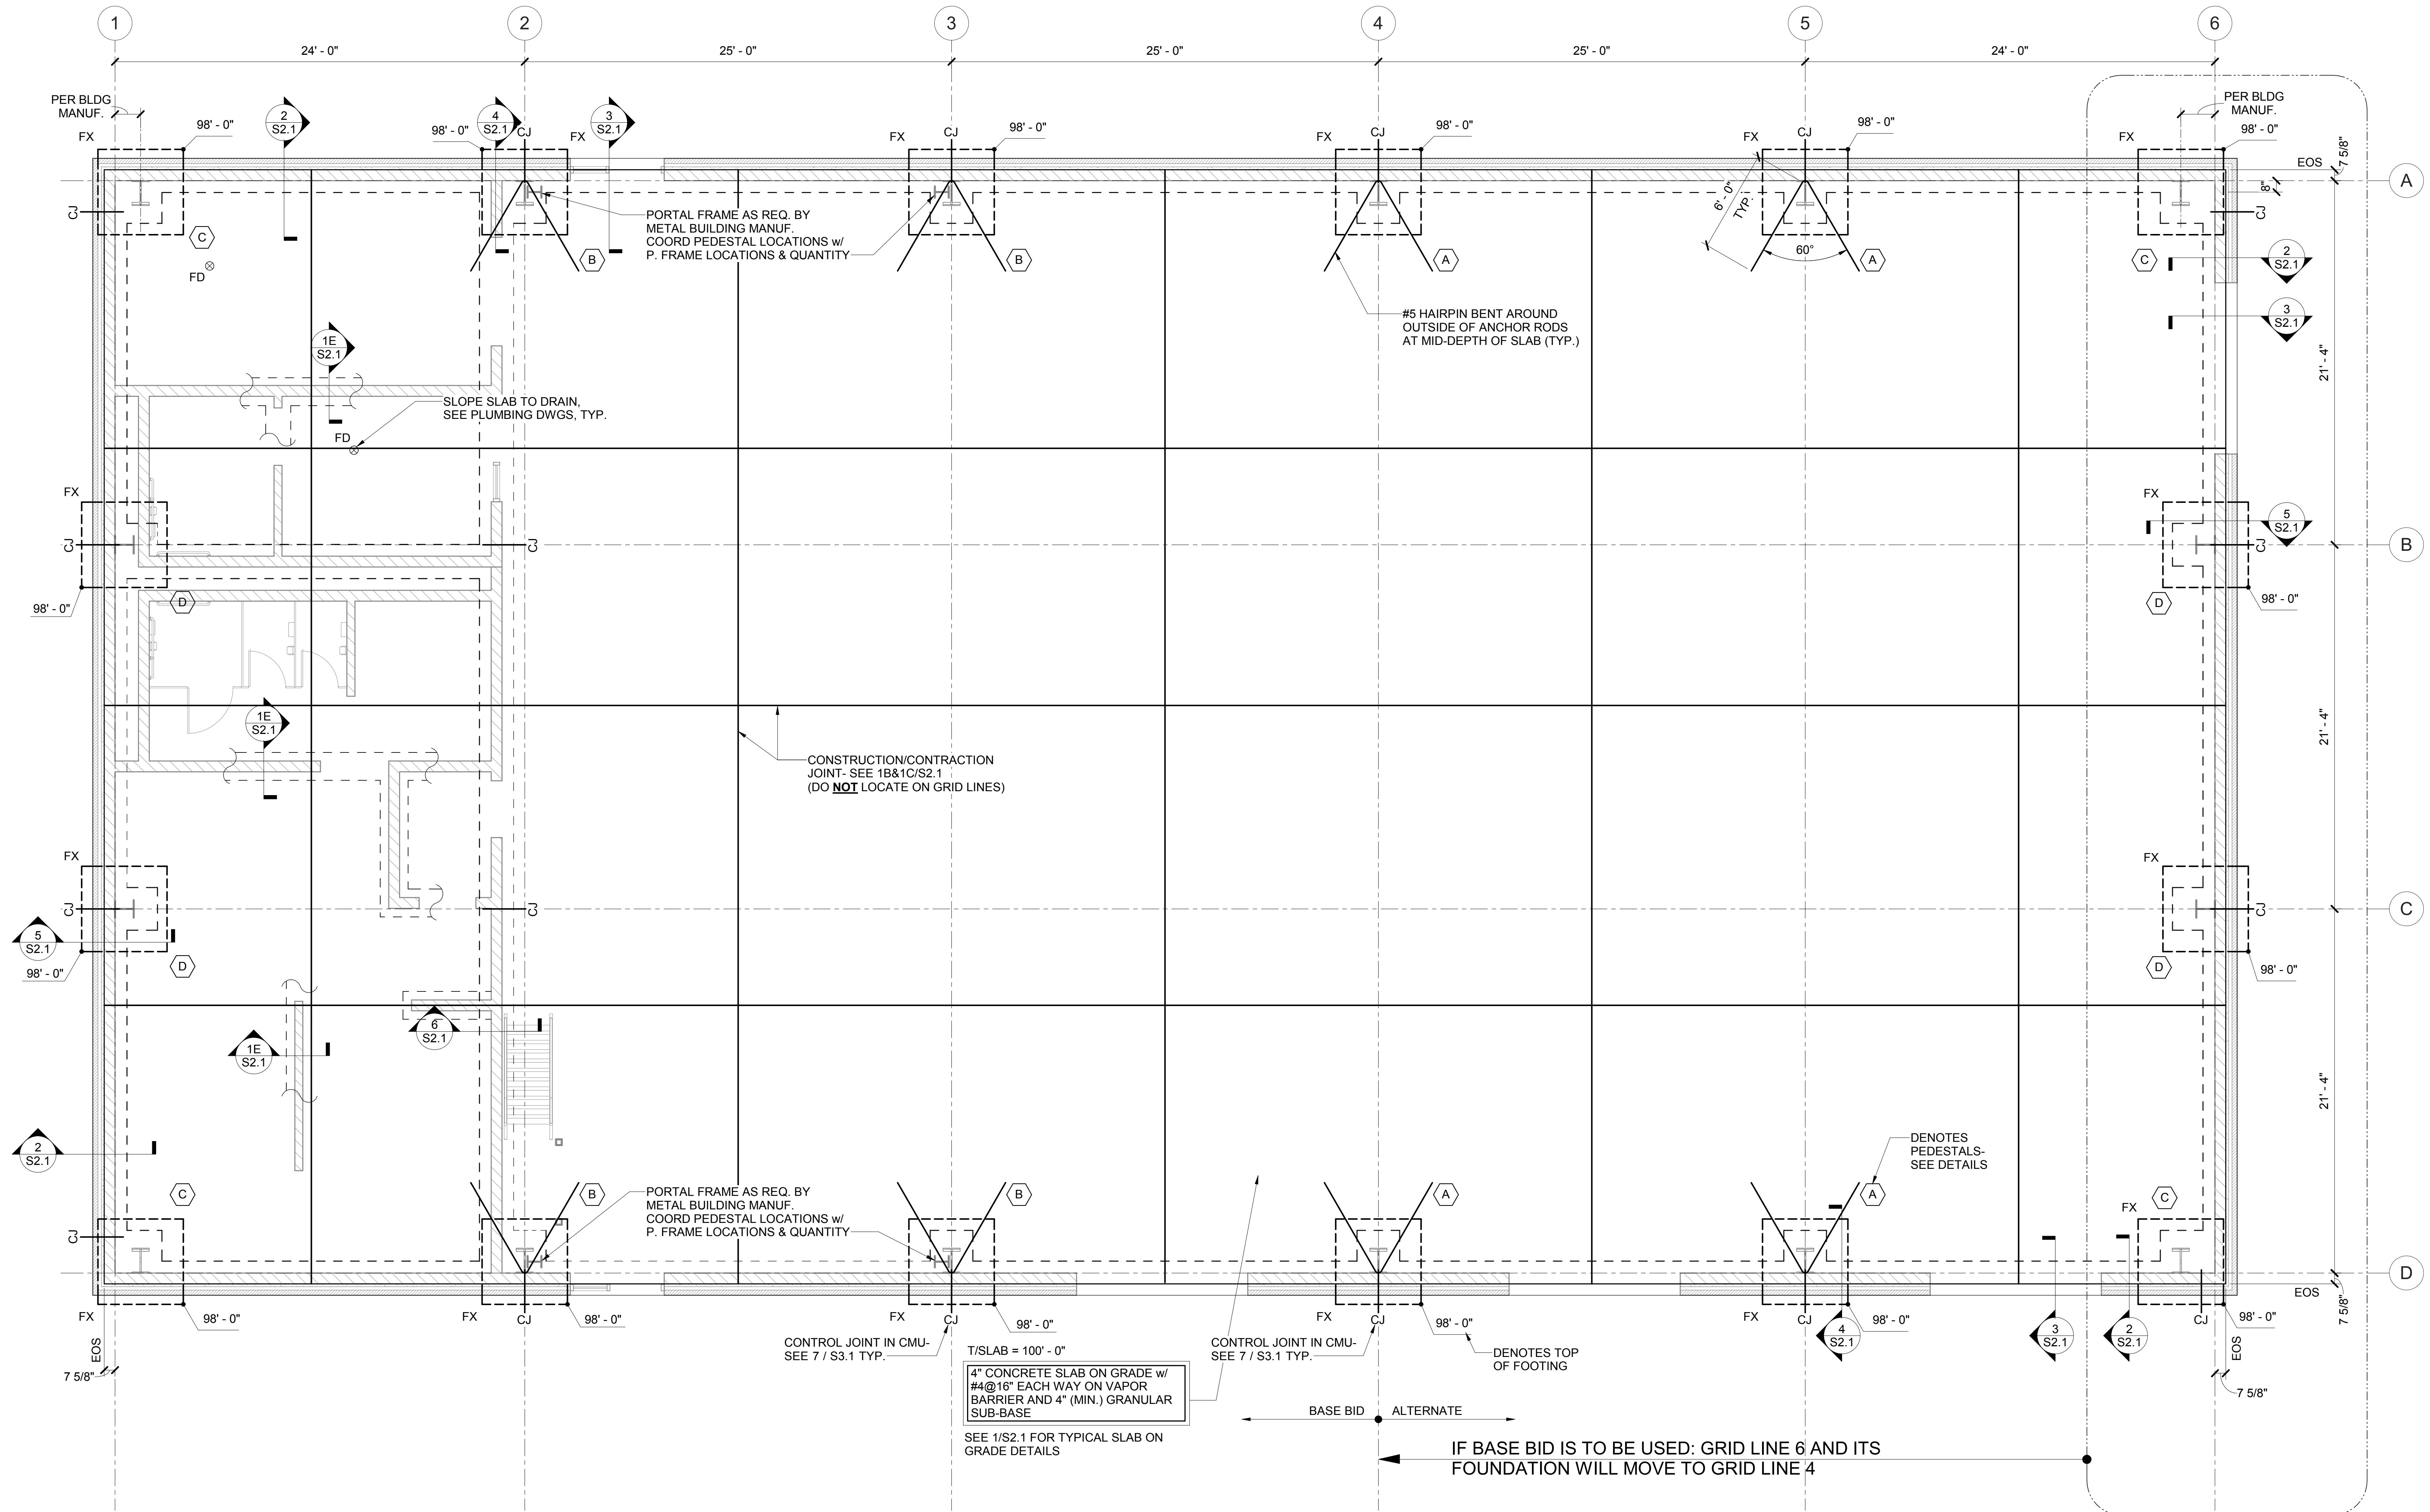 1
2
3
4
5
6
24' - 0"
25' - 0"
25' - 0"
25' - 0"
24' - 0"
PER BLDG
MANUF.
FX
98' - 0"
2
S2.1
98' - 0"
4
S2.1
CJ
FX
3
S2.1
FX
CJ
98' - 0"
FX
CJ
98' - 0"
FX
CJ
98' - 0"
PER BLDG
MANUF.
FX
98' - 0"
EOS
7 5/8"
8"
A
CJ
CJ
C
FD
PORTAL FRAME AS REQ. BY
METAL BUILDING MANUF.
COORD PEDESTAL LOCATIONS w/
P. FRAME LOCATIONS & QUANTITY
B
B
A
6' - 0"
TYP.
60°
A
C
2
S2.1
3
S2.1
#5 HAIRPIN BENT AROUND
OUTSIDE OF ANCHOR RODS
AT MID-DEPTH OF SLAB (TYP.)
1E
S2.1
21' - 4"
SLOPE SLAB TO DRAIN,
SEE PLUMBING DWGS, TYP.
FD
FX
CJ
CJ
FX
5
S2.1
CJ
B
98' - 0"
D
D
98' - 0"
1E
S2.1
21' - 4"
CONSTRUCTION/CONTRACTION
JOINT- SEE 1B&1C/S2.1
(DO NOT LOCATE ON GRID LINES)
FX
CJ
CJ
FX
CJ
C
5
S2.1
98' - 0"
D
D
98' - 0"
6
S2.1
1E
S2.1
21' - 4"
2
S2.1
DENOTES
PEDESTALS-
SEE DETAILS
C
B
PORTAL FRAME AS REQ. BY
METAL BUILDING MANUF.
COORD PEDESTAL LOCATIONS w/
P. FRAME LOCATIONS & QUANTITY
B
A
A
C
FX
CJ
D
FX
98' - 0"
FX
CJ
98' - 0"
FX
CJ
98' - 0"
FX
CJ
98' - 0"
FX
CJ
98' - 0"
4
S2.1
3
S2.1
2
S2.1
CJ
98' - 0"
EOS
7 5/8"
EOS
7 5/8"
EOS
7 5/8"
CONTROL JOINT IN CMU-
SEE 7 / S3.1 TYP.
CONTROL JOINT IN CMU-
SEE 7 / S3.1 TYP.
DENOTES TOP
OF FOOTING
T/SLAB = 100' - 0"
4" CONCRETE SLAB ON GRADE w/
#4@16" EACH WAY ON VAPOR
BARRIER AND 4" (MIN.) GRANULAR
SUB-BASE
SEE 1/S2.1 FOR TYPICAL SLAB ON
GRADE DETAILS
BASE BID
ALTERNATE
IF BASE BID IS TO BE USED: GRID LINE 6 AND ITS
FOUNDATION WILL MOVE TO GRID LINE 4